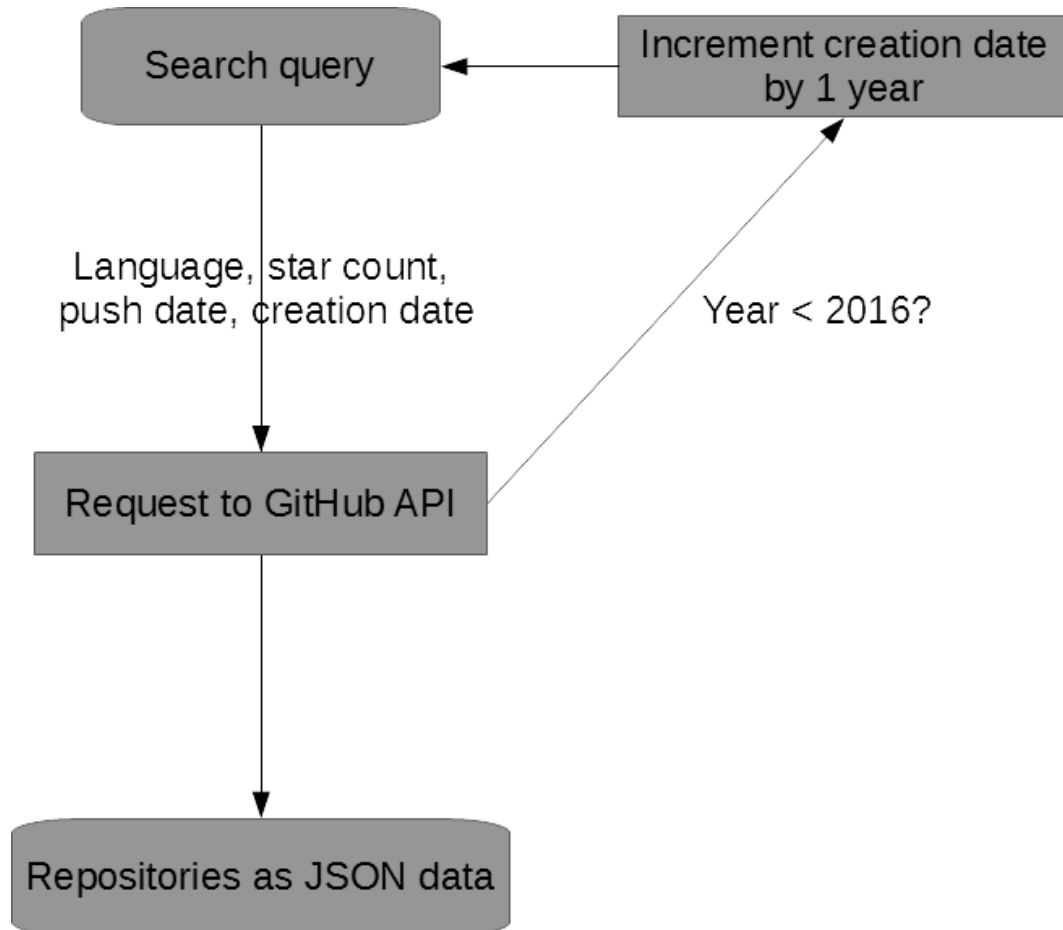 Search query
Increment creation date
by 1 year
Language, star count,
push date, creation date
Year < 2016?
Request to GitHub API
Repositories as JSON data